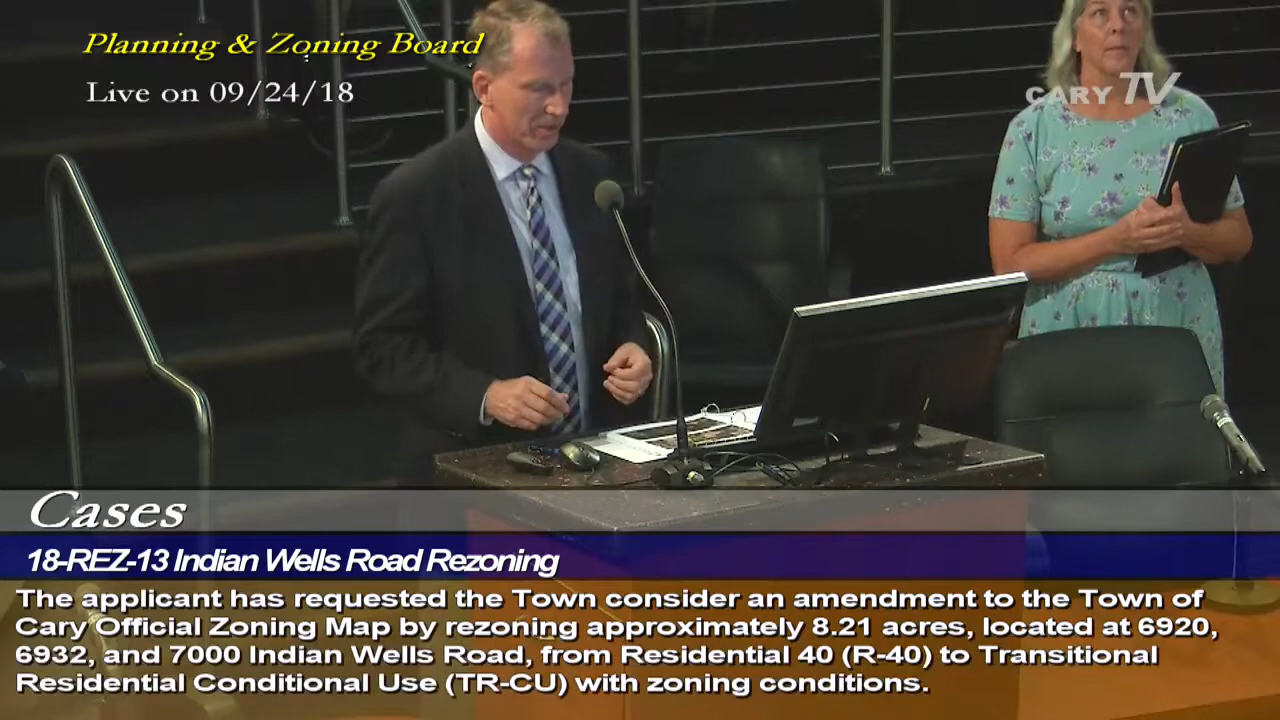 Planning & Zoning Board
Live on 09/24/18
CARY TV
Cases
18-REZ-13 Indian Wells Road Rezoning
The applicant has requested the Town consider an amendment to the Town of
Cary Official Zoning Map by rezoning approximately 8.21 acres, located at 6920,
6932, and 7000 Indian Wells Road, from Residential 40 (R-40) to Transitional
Residential Conditional Use (TR-CU) with zoning conditions.